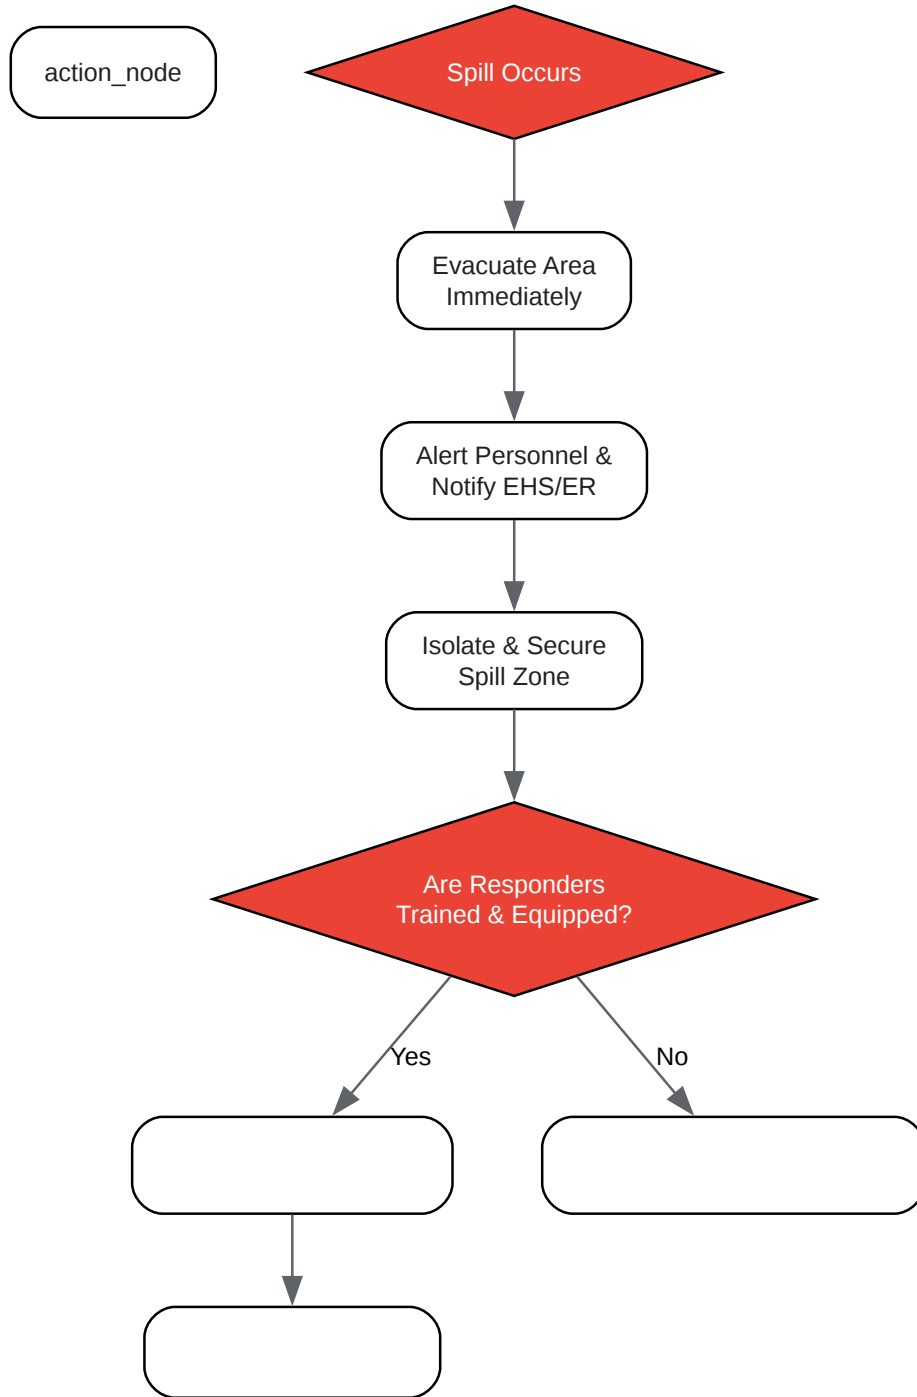 action_node
Spill Occurs
Evacuate Area
Immediately
Alert Personnel &
Notify EHS/ER
Isolate & Secure
Spill Zone
Are Responders
Trained & Equipped?
Yes
No